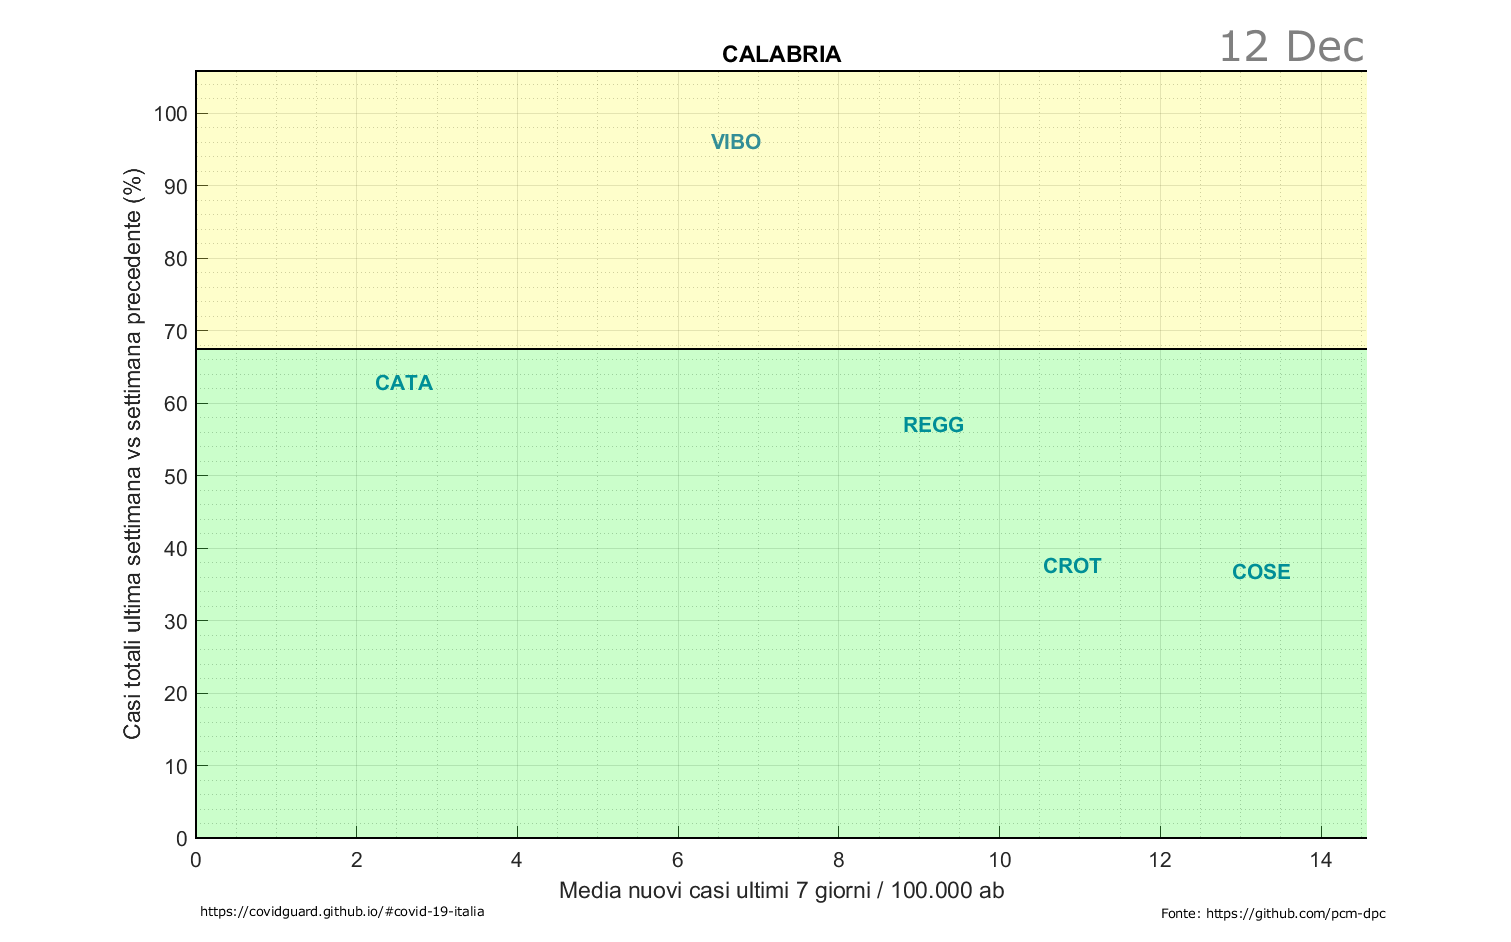 12 Dec
CALABRIA
Casi totali ultima settimana vs settimana precedente (%)
100
90
80
70
60
50
40
30
20
10
0
VIBO
CATA
REGG
CROT
COSE
0 2 4 6 8 10 12 14
Media nuovi casi ultimi 7 giorni / 100.000 ab
https://covidguard.github.io/#covid-19-italia
Fonte: https://github.com/pcm-dpc